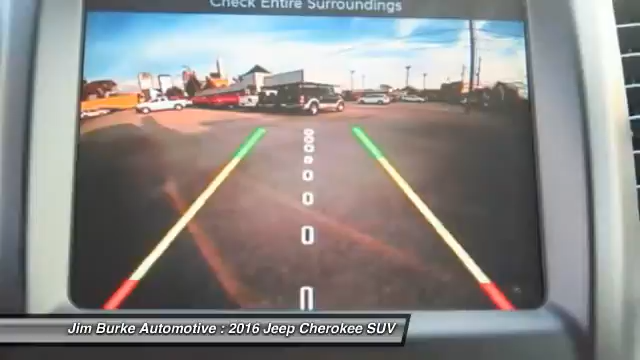 Check Entire Surroundings
Jim Burke Automotive : 2016 Jeep Cherokee SUV